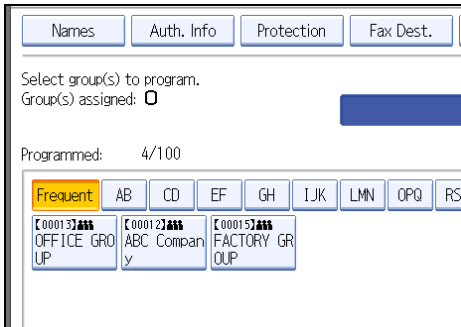 Names Auth. Info Protection Fax Dest.
Select group(s) to program.
Group(s) assigned: 0
Programmed: 4/100
Frequent AB CD EF GH IJK LMN OPQ RS
【00013】 【00012】 【00015】
OFFICE GRO ABC Compan FACTORY GR
UP y OUP